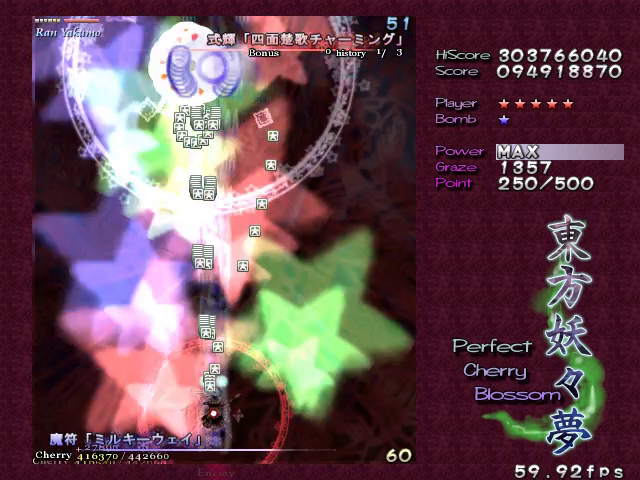 51
Ran Yakumo
式輝「四面楚歌チャーミング」
Bonus 0 history 1/ 3
HiScore 303766040
Score 094918870
Player ★★★★★
Bomb ★
Power MAX
Graze 1357
Point 250/500
東方妖々夢
Perfect
Cherry
Blossom
魔符「ミルキーウェイ」
Cherry 416370/442660
60
Enemy
59.92fps